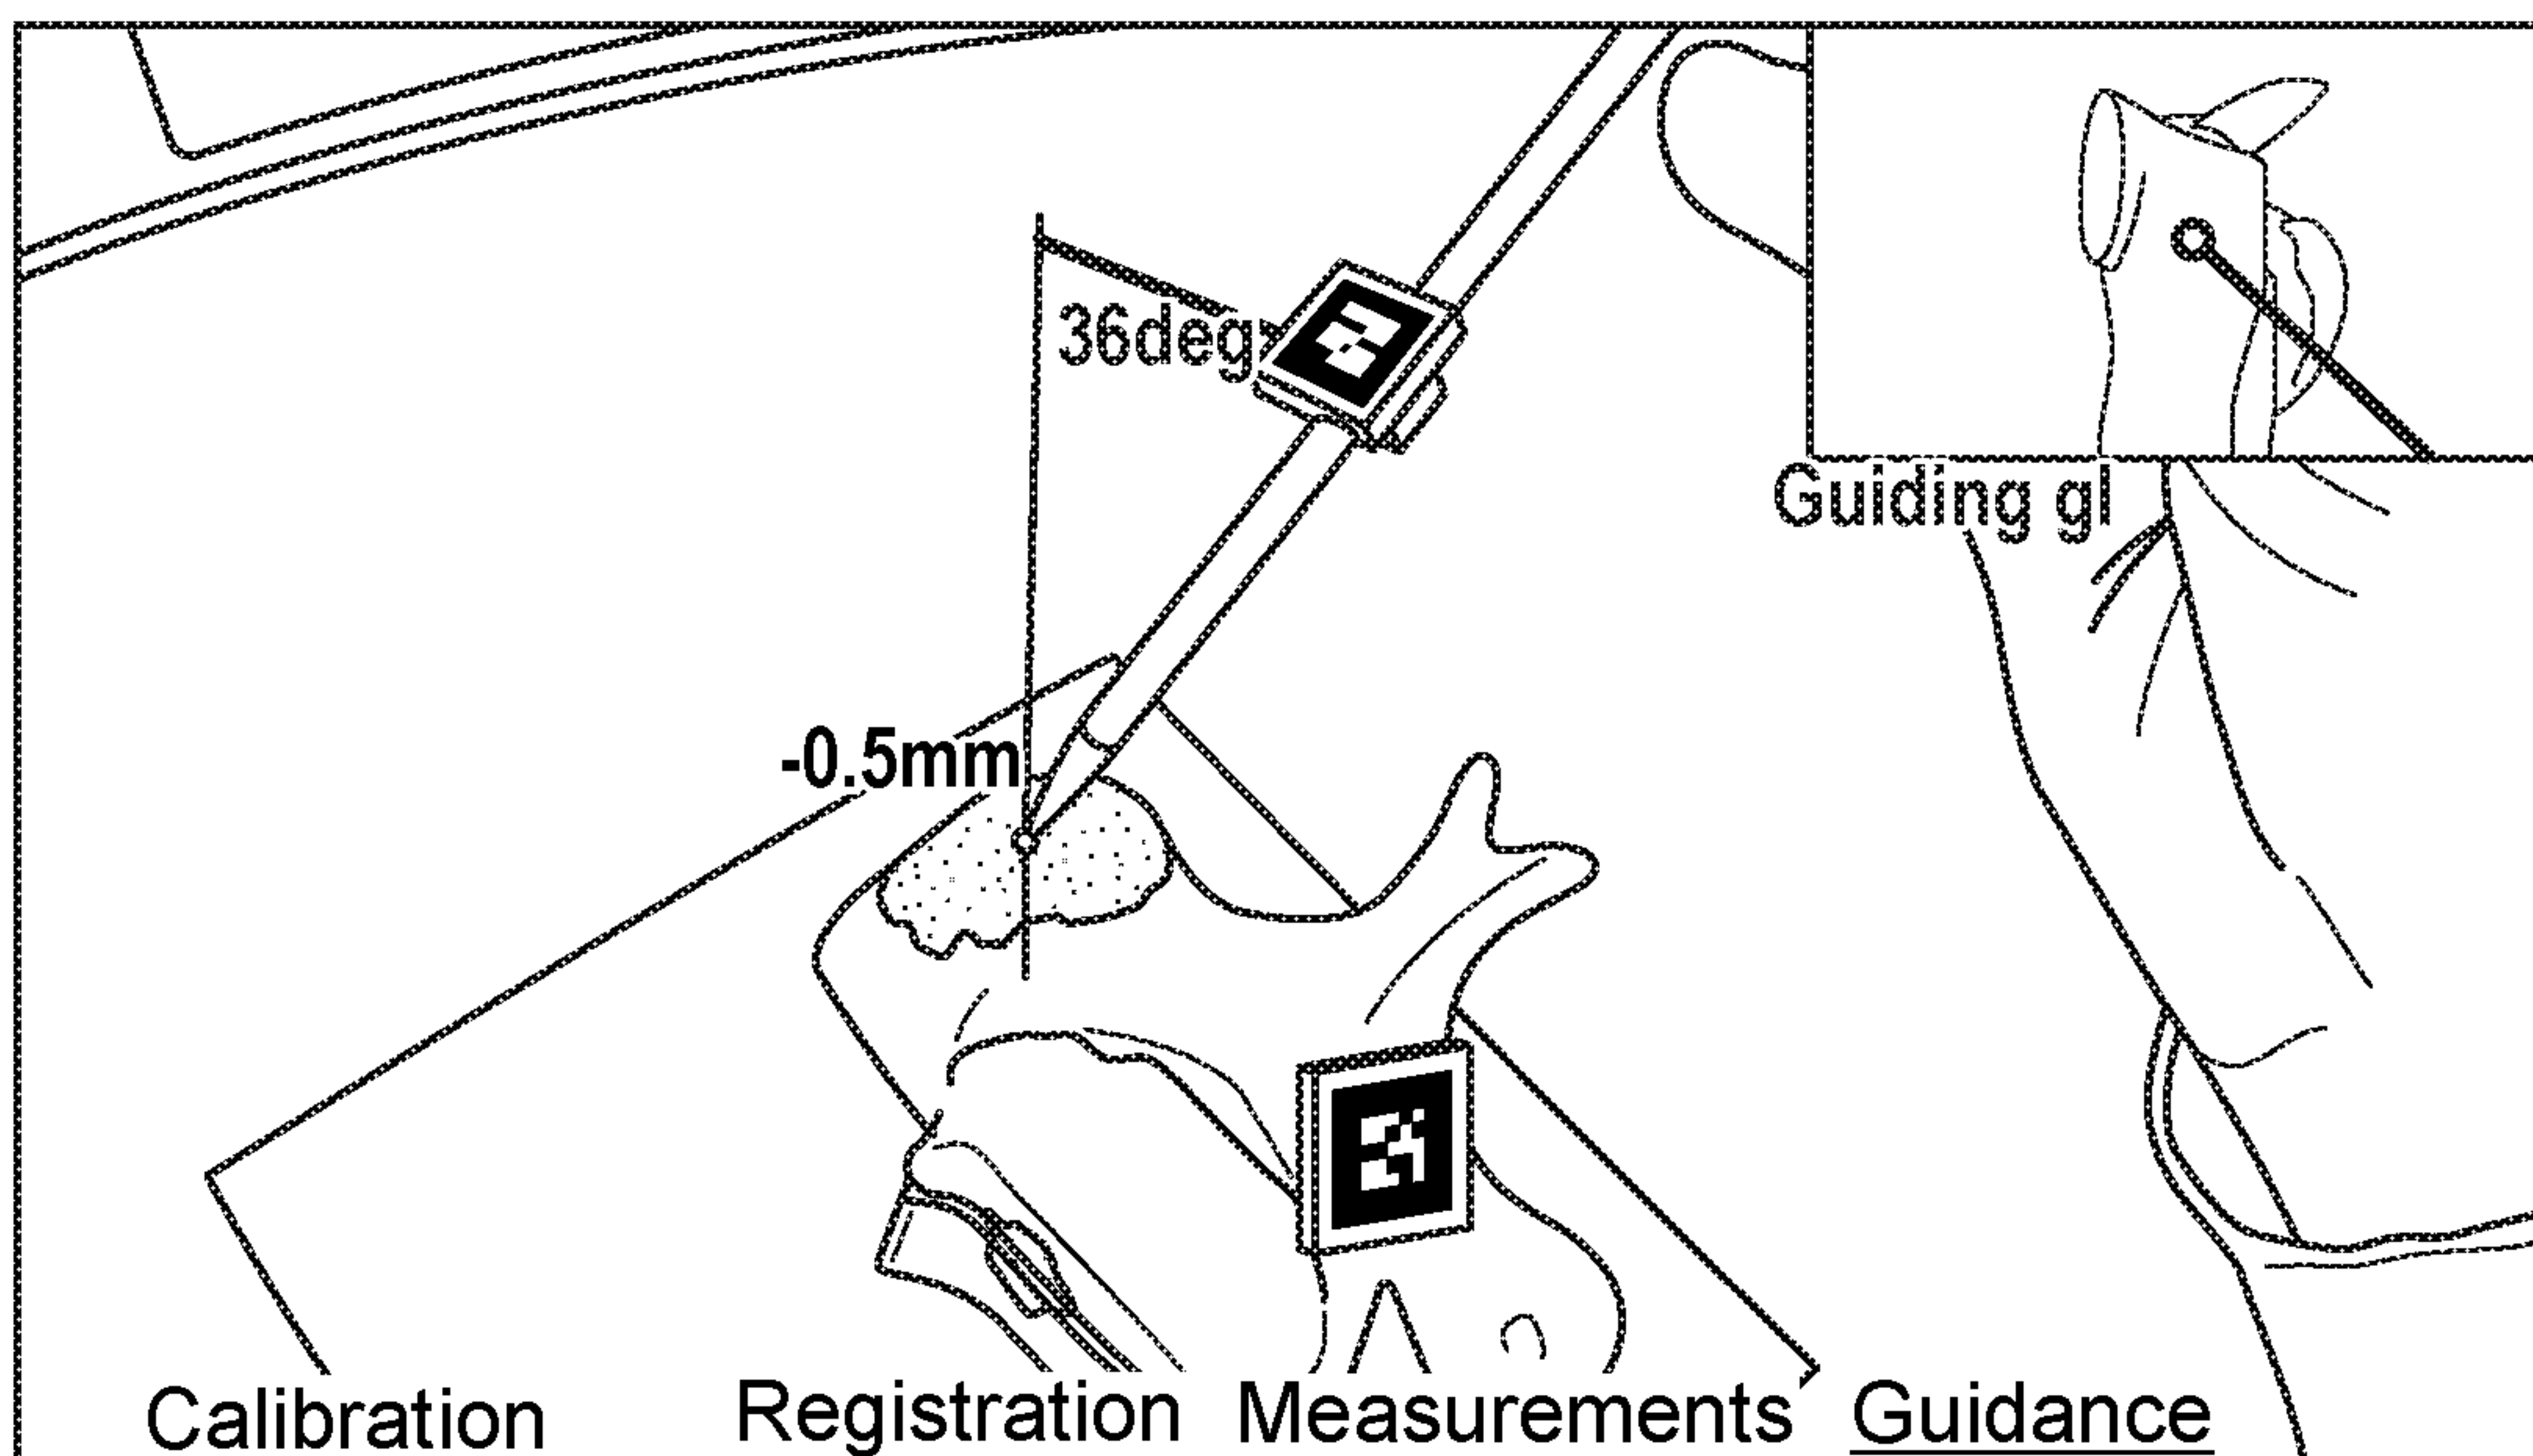 36deg
Guiding gl
-0.5mm
Calibration Registration Measurements Guidance